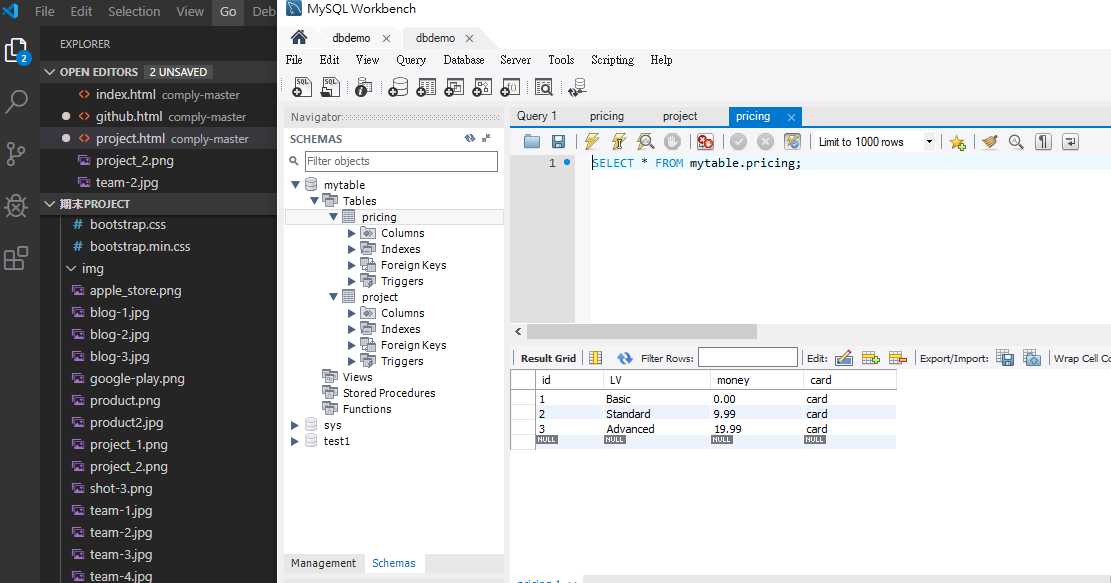 File Edit Selection View Go Deb
EXPLORER
OPEN EDITORS 2 UNSAVED
index.html comply-master
github.html comply-master
project.html comply-master
project_2.png
team-2.jpg
期末PROJECT
bootstrap.css
bootstrap.min.css
img
apple_store.png
blog-1.jpg
blog-2.jpg
blog-3.jpg
google-play.png
product.png
product2.jpg
project_1.png
project_2.png
shot-3.png
team-1.jpg
team-2.jpg
team-3.jpg
team-4.jpg
2
MySQL Workbench
dbdemo dbdemo
File Edit View Query Database Server Tools Scripting Help
Navigator
SCHEMAS
Filter objects
mytable
Tables
pricing
Columns
Indexes
Foreign Keys
Triggers
project
Columns
Indexes
Foreign Keys
Triggers
Views
Stored Procedures
Functions
sys
test1
Management Schemas
Query 1 pricing project pricing
Limit to 1000 rows
1 SELECT * FROM mytable.pricing;
Result Grid Filter Rows: Edit: Export/Import: Wrap Cell Co
id LV money card
1 Basic 0.00 card
2 Standard 9.99 card
3 Advanced 19.99 card
NULL NULL NULL NULL
pricing 1